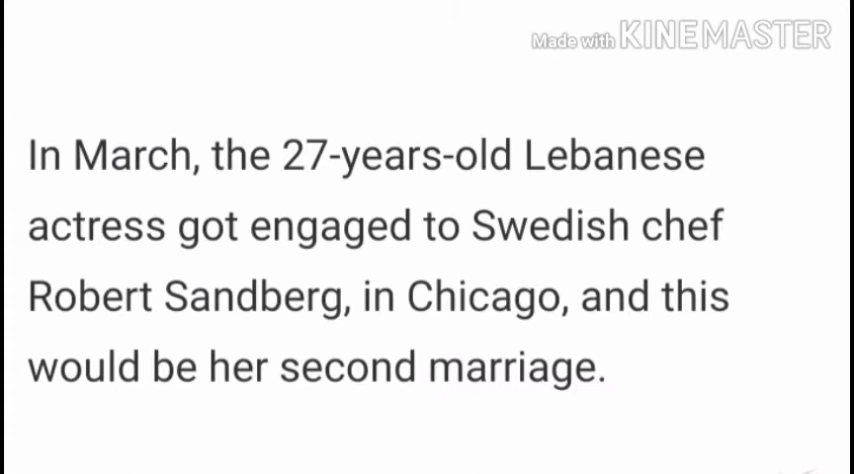 Made with KINEMASTER
In March, the 27-years-old Lebanese
actress got engaged to Swedish chef
Robert Sandberg, in Chicago, and this
would be her second marriage.